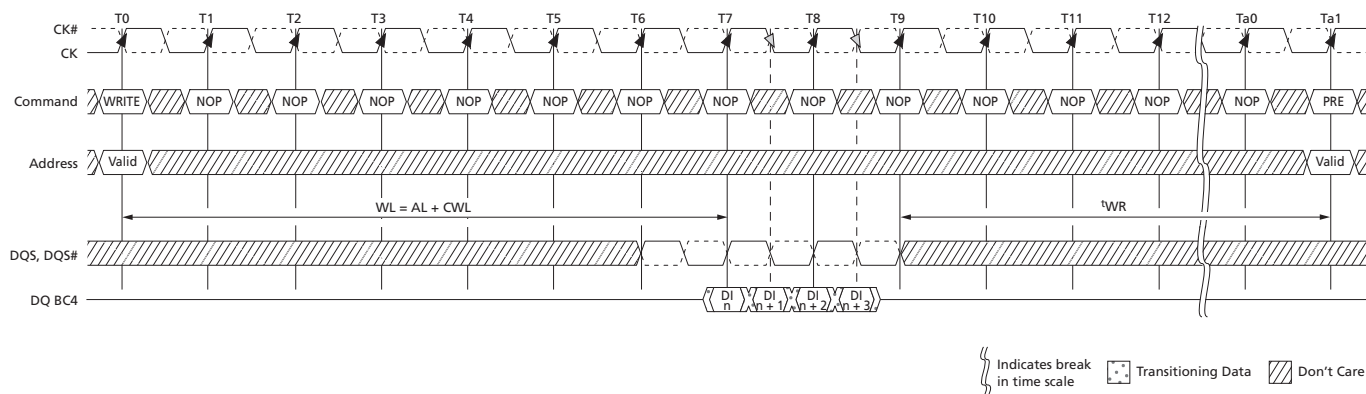 T0 T1 T2 T3 T4 T5 T6 T7 T8 T9 T10 T11 T12 Ta0 Ta1
CK#
CK
Command WRITE NOP NOP NOP NOP NOP NOP NOP NOP NOP NOP NOP NOP NOP PRE
Address Valid Valid
WL = AL + CWL tWR
DQS, DQS#
DQ BC4 DI n DI n + 1 DI n + 2 DI n + 3
Indicates break
in time scale
Transitioning Data
Don't Care